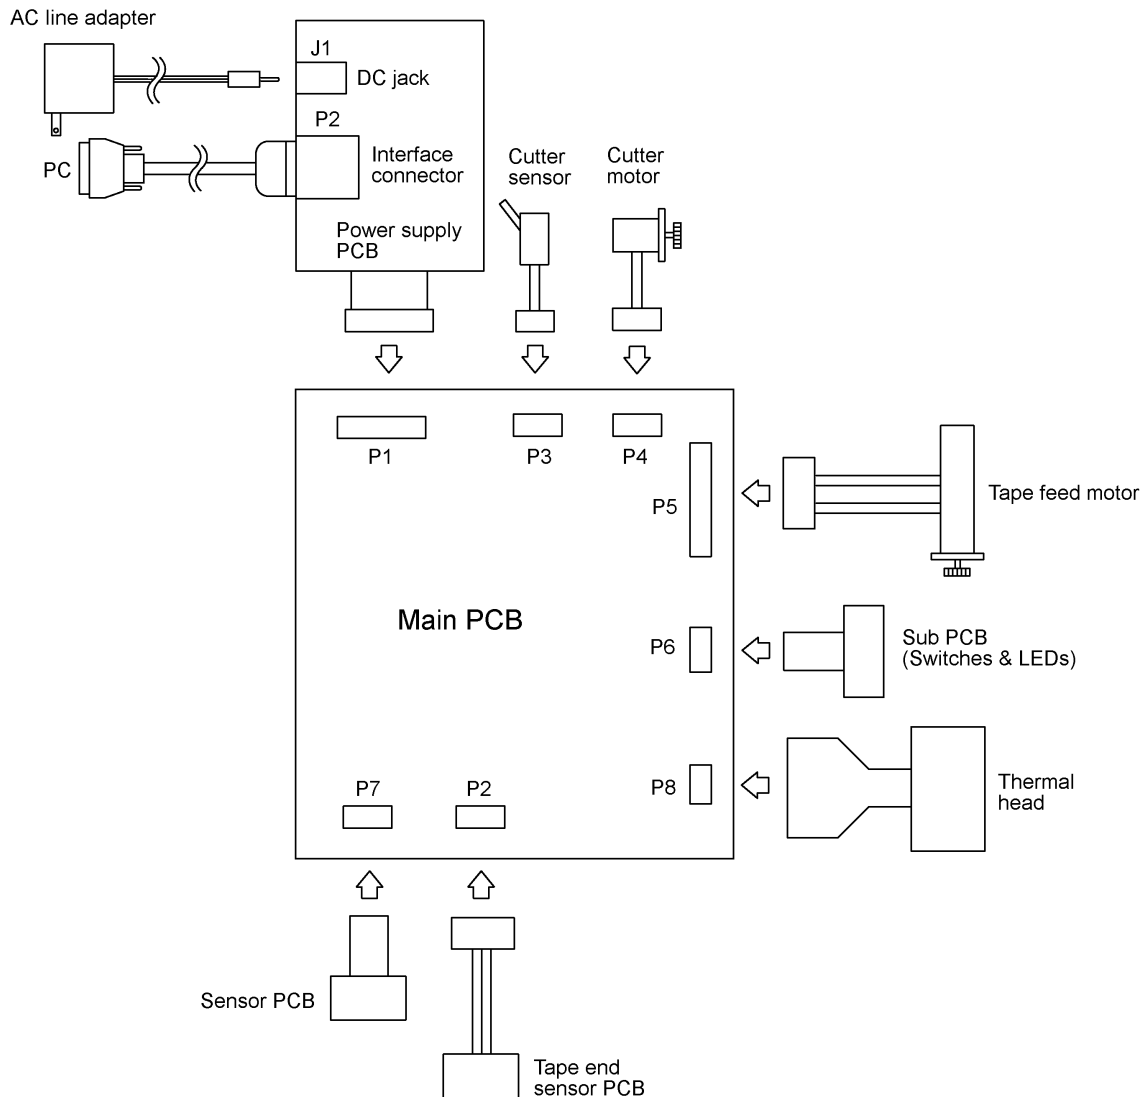 AC line adapter
J1
DC jack
P2
PC
Interface
connector
Cutter
sensor
Cutter
motor
Power supply
PCB
P1
P3
P4
P5
Tape feed motor
Main PCB
P6
Sub PCB
(Switches & LEDs)
P7
P2
P8
Thermal
head
Sensor PCB
Tape end
sensor PCB